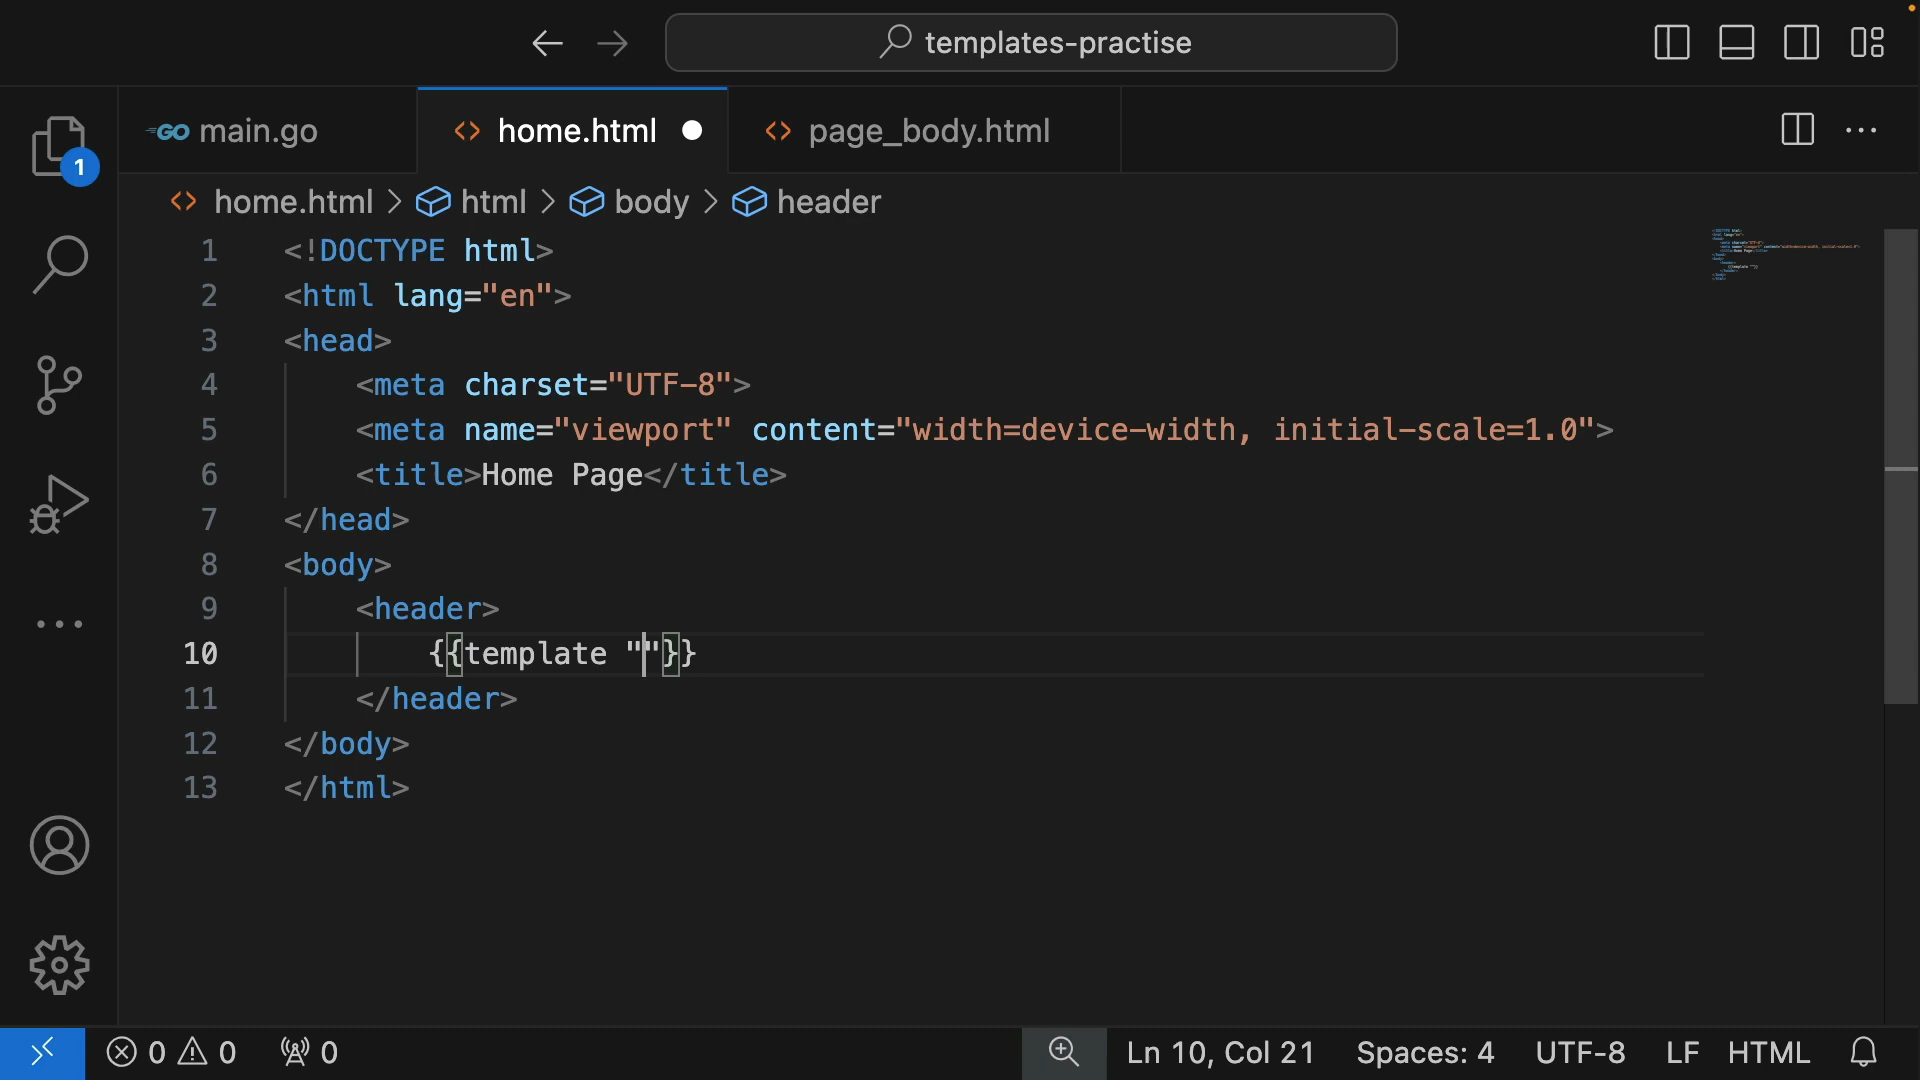 templates-practise
GO main.go
<> home.html
<> page_body.html
1
<> home.html > html > body > header
1 <!DOCTYPE html>
2 <html lang="en">
3 <head>
4 <meta charset="UTF-8">
5 <meta name="viewport" content="width=device-width, initial-scale=1.0">
6 <title>Home Page</title>
7 </head>
8 <body>
9 <header>
10 {{template ""}}
11 </header>
12 </body>
13 </html>
0 0 0
Ln 10, Col 21 Spaces: 4 UTF-8 LF HTML